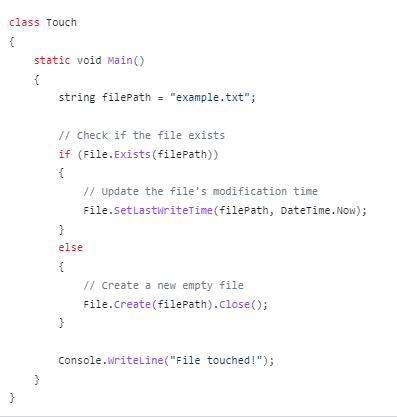 class Touch
{
    static void Main()
    {
        string filePath = "example.txt";

        // Check if the file exists
        if (File.Exists(filePath))
        {
            // Update the file's modification time
            File.SetLastWriteTime(filePath, DateTime.Now);
        }
        else
        {
            // Create a new empty file
            File.Create(filePath).Close();
        }

        Console.WriteLine("File touched!");
    }
}